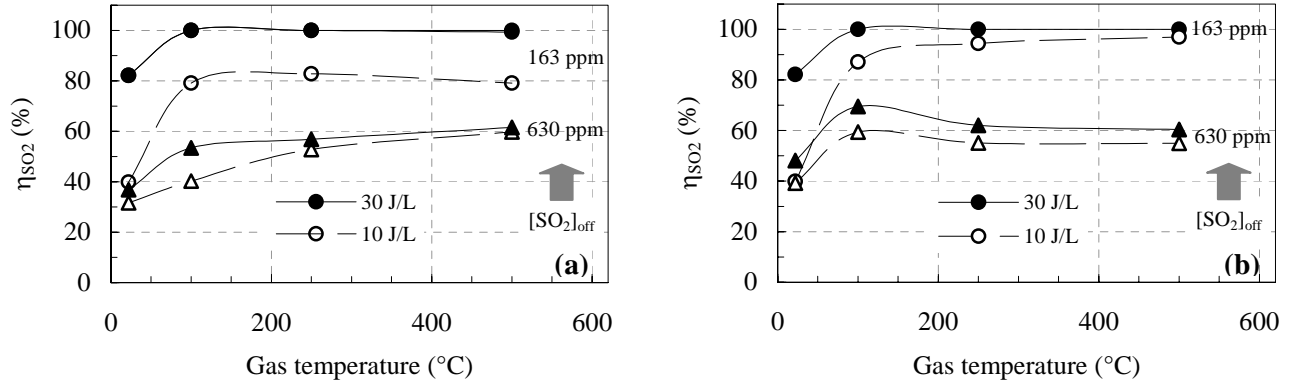 100
80
60
40
20
0
η_SO2 (%)
163 ppm
630 ppm
30 J/L
10 J/L
[SO₂]off
(a)
0 200 400 600
Gas temperature (°C)
100
80
60
40
20
0
η_SO2 (%)
163 ppm
630 ppm
30 J/L
10 J/L
[SO₂]off
(b)
0 200 400 600
Gas temperature (°C)